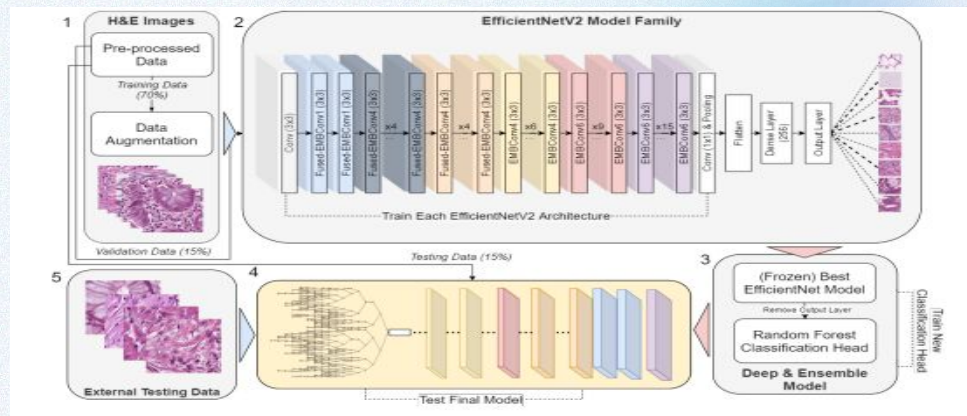 1
H&E Images
Pre-processed
Data
Training Data
(70%)
Data
Augmentation
Validation Data (15%)
2
EfficientNetV2 Model Family
Conv (3x3)
Fused-EMBConv1 (3x3)
Fused-EMBConv1 (3x3)
Fused-EMBConv4 (3x3)
x4
Fused-EMBConv4 (3x3)
Fused-EMBConv4 (3x3)
x4
Fused-EMBConv4 (3x3)
EMBConv4 (3x3)
x6
EMBConv4 (3x3)
EMBConv6 (3x3)
x9
EMBConv6 (3x3)
EMBConv6 (3x3)
x15
EMBConv6 (3x3)
Conv (1x1) & Pooling
Flatten
Dense Layer
(256)
Output Layer
Train Each EfficientNetV2 Architecture
Testing Data (15%)
3
(Frozen) Best
EfficientNet Model
Remove Output Layer
Random Forest
Classification Head
Deep & Ensemble
Model
Train New
Classification Head
4
Test Final Model
5
External Testing Data